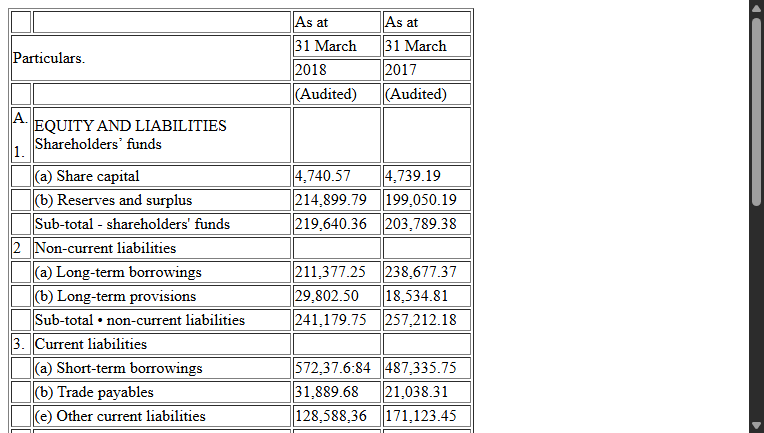 As at As at
Particulars. 31 March 31 March
2018 2017
(Audited) (Audited)
A. EQUITY AND LIABILITIES
1. Shareholders’ funds
(a) Share capital 4,740.57 4,739.19
(b) Reserves and surplus 214,899.79 199,050.19
Sub-total - shareholders' funds 219,640.36 203,789.38
2 Non-current liabilities
(a) Long-term borrowings 211,377.25 238,677.37
(b) Long-term provisions 29,802.50 18,534.81
Sub-total • non-current liabilities 241,179.75 257,212.18
3. Current liabilities
(a) Short-term borrowings 572,37.6:84 487,335.75
(b) Trade payables 31,889.68 21,038.31
(e) Other current liabilities 128,588,36 171,123.45